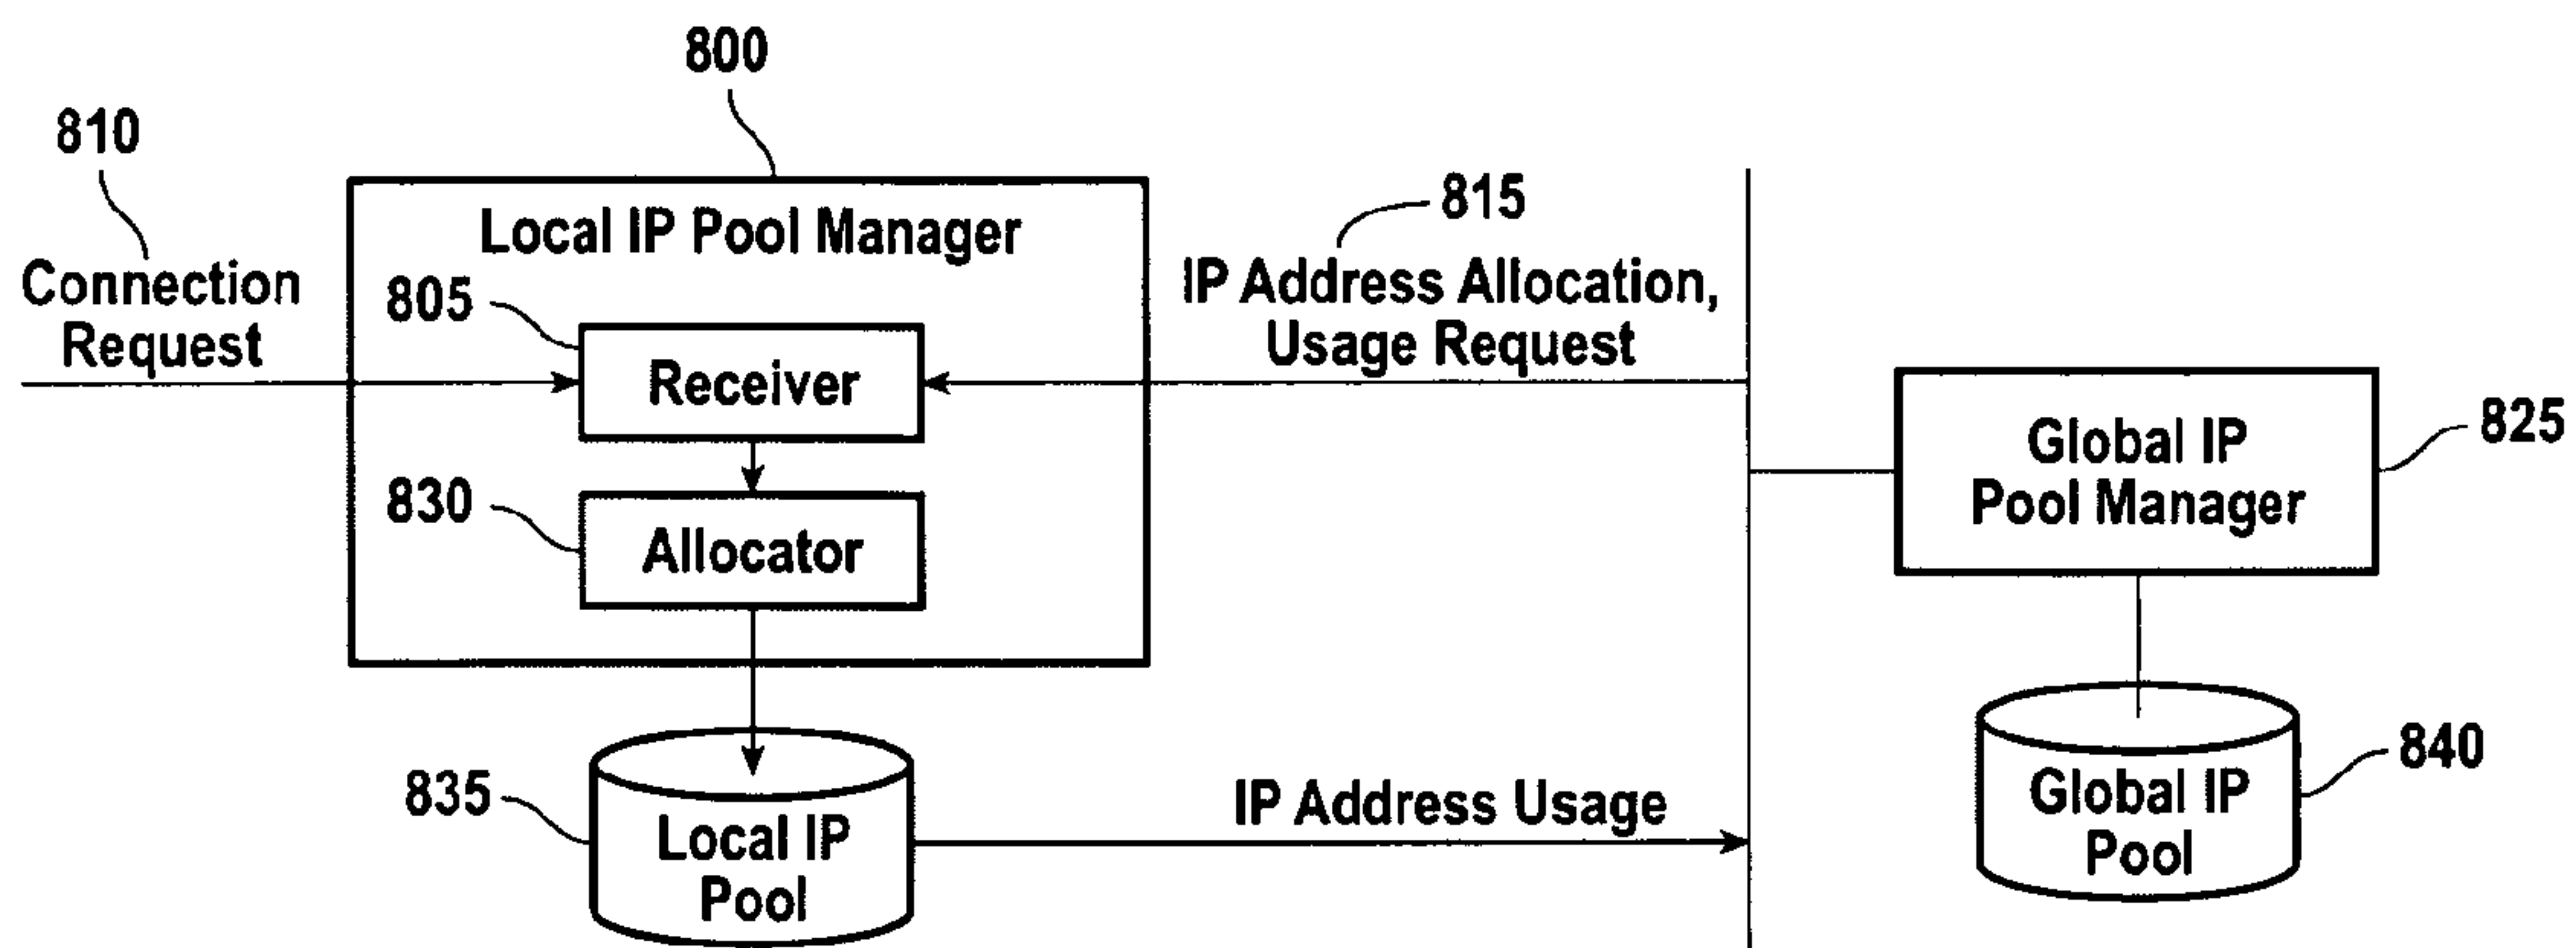 800
810
Local IP Pool Manager
815
Connection
Request
805
IP Address Allocation,
Usage Request
Receiver
Global IP
Pool Manager
825
830
Allocator
835
Local IP
Pool
IP Address Usage
840
Global IP
Pool